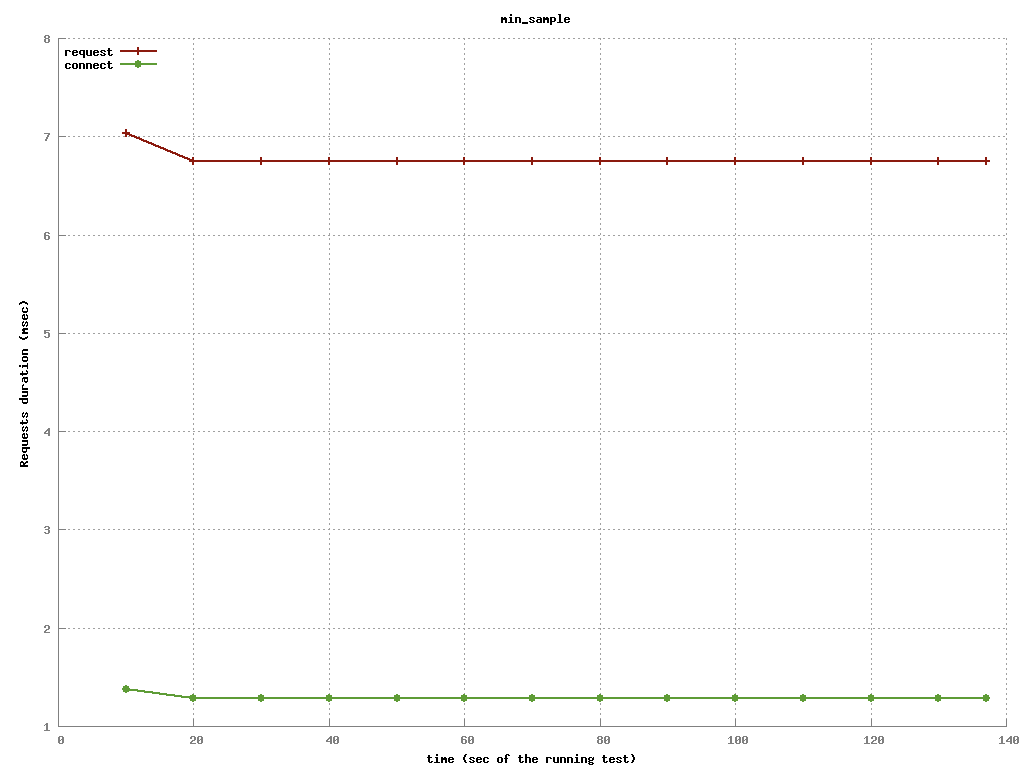 min_sample
8
request
connect
7
6
5
4
3
2
1
Requests duration (msec)
0 20 40 60 80 100 120 140
time (sec of the running test)